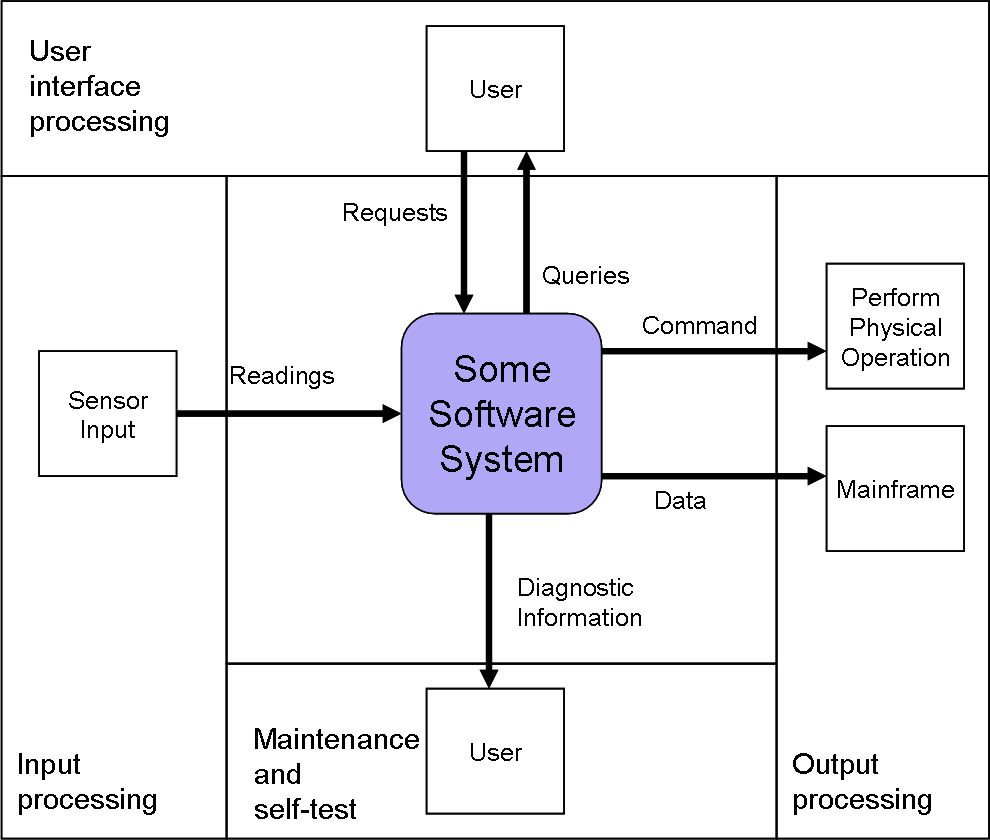 User
interface
processing
User
Requests
Queries
Command
Perform
Physical
Operation
Readings
Sensor
Input
Some
Software
System
Data
Mainframe
Diagnostic
Information
Input
processing
Maintenance
and
self-test
User
Output
processing